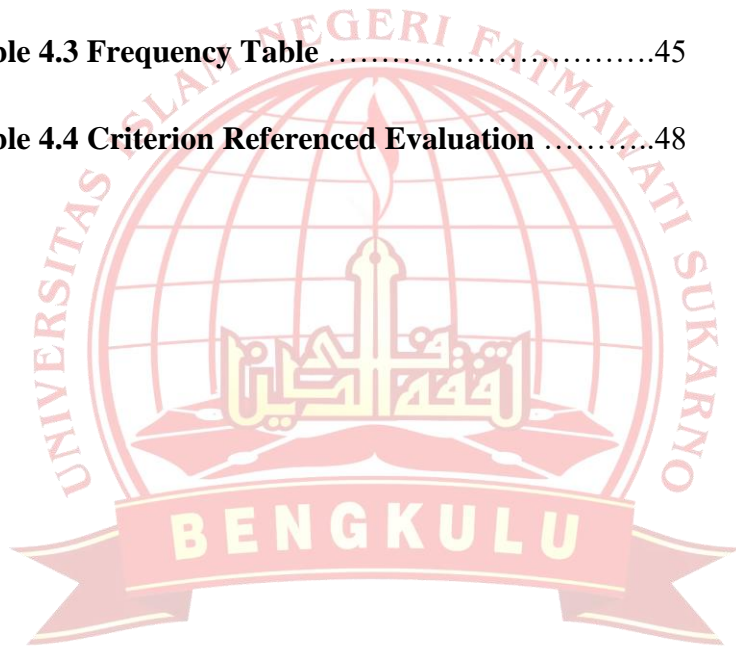 ble 4.3 Frequency Table ………………………….45
ble 4.4 Criterion Referenced Evaluation ………..48
UNIVERSITAS ISLAM NEGERI FATMAWATI SUKARNO
BENGKULU